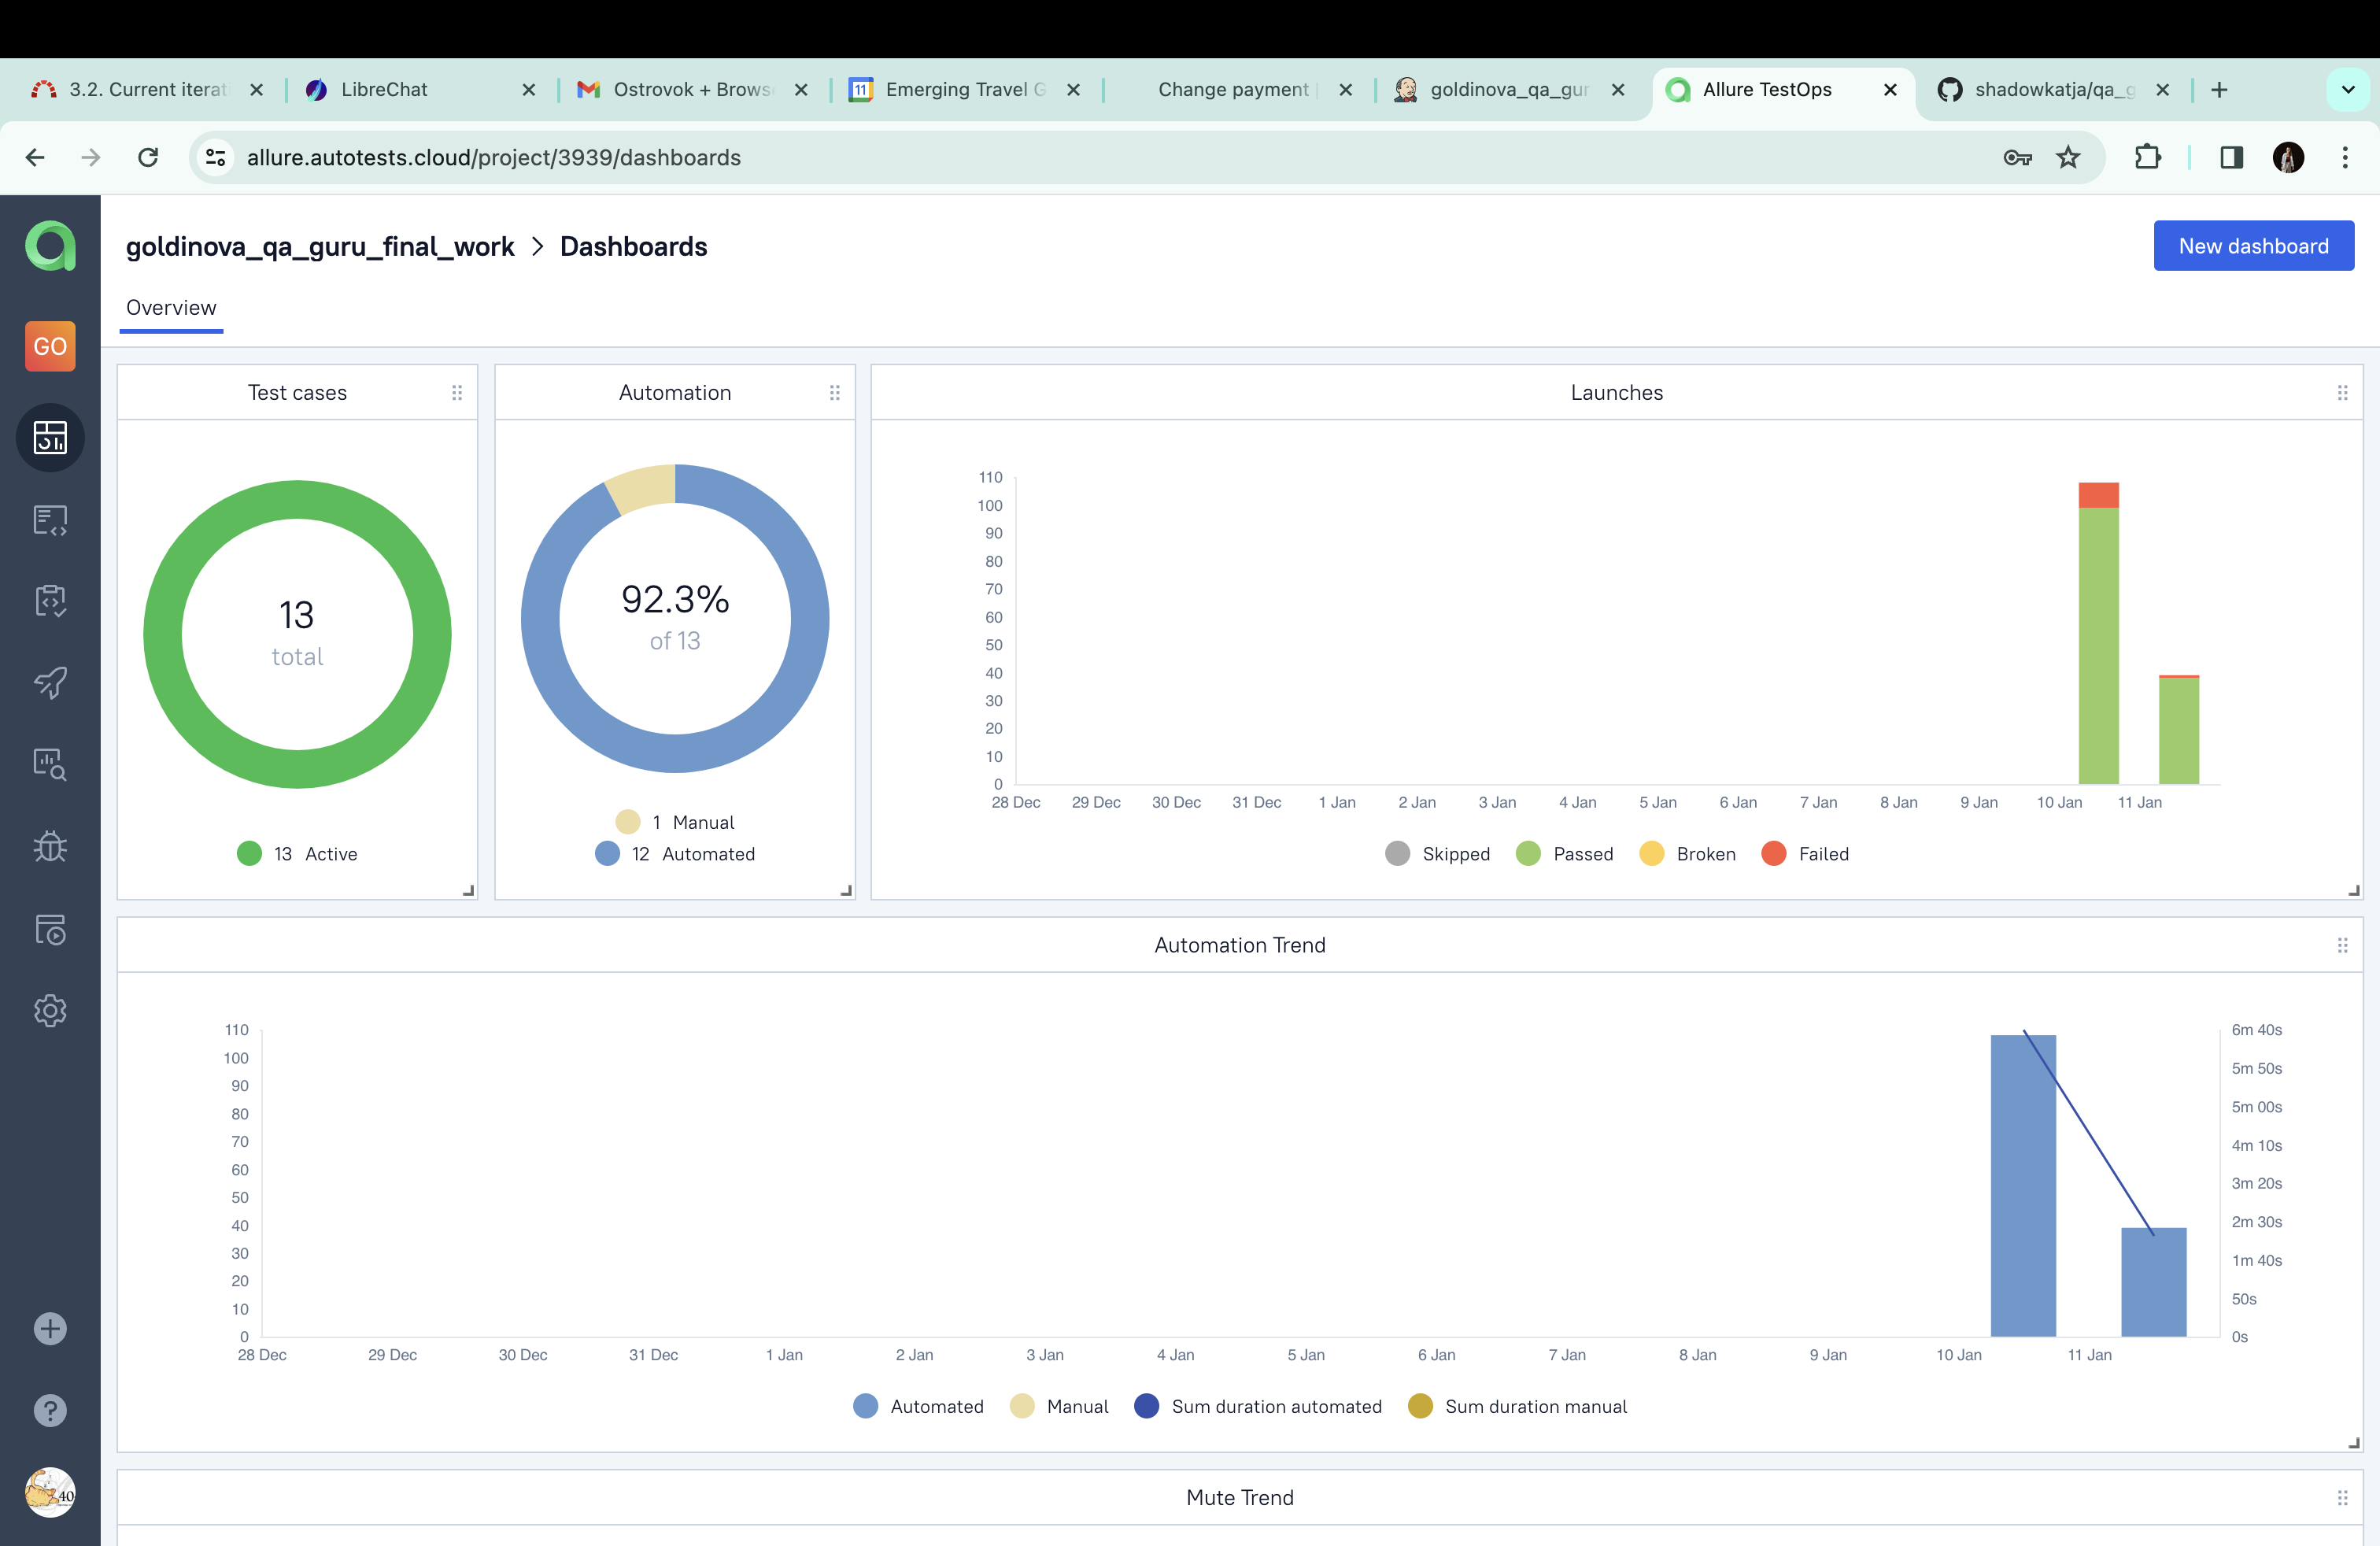 3.2. Current iterat
LibreChat
Ostrovok + Brows
Emerging Travel G
Change payment
goldinova_qa_gur
Allure TestOps
shadowkatja/qa_g
allure.autotests.cloud/project/3939/dashboards
goldinova_qa_guru_final_work > Dashboards
New dashboard
Overview
GO
Test cases
13
total
13 Active
Automation
92.3%
of 13
1 Manual
12 Automated
Launches
110
100
90
80
70
60
50
40
30
20
10
0
28 Dec 29 Dec 30 Dec 31 Dec 1 Jan 2 Jan 3 Jan 4 Jan 5 Jan 6 Jan 7 Jan 8 Jan 9 Jan 10 Jan 11 Jan
Skipped Passed Broken Failed
Automation Trend
110
100
90
80
70
60
50
40
30
20
10
0
6m 40s
5m 50s
5m 00s
4m 10s
3m 20s
2m 30s
1m 40s
50s
0s
28 Dec 29 Dec 30 Dec 31 Dec 1 Jan 2 Jan 3 Jan 4 Jan 5 Jan 6 Jan 7 Jan 8 Jan 9 Jan 10 Jan 11 Jan
Automated Manual Sum duration automated Sum duration manual
40
Mute Trend